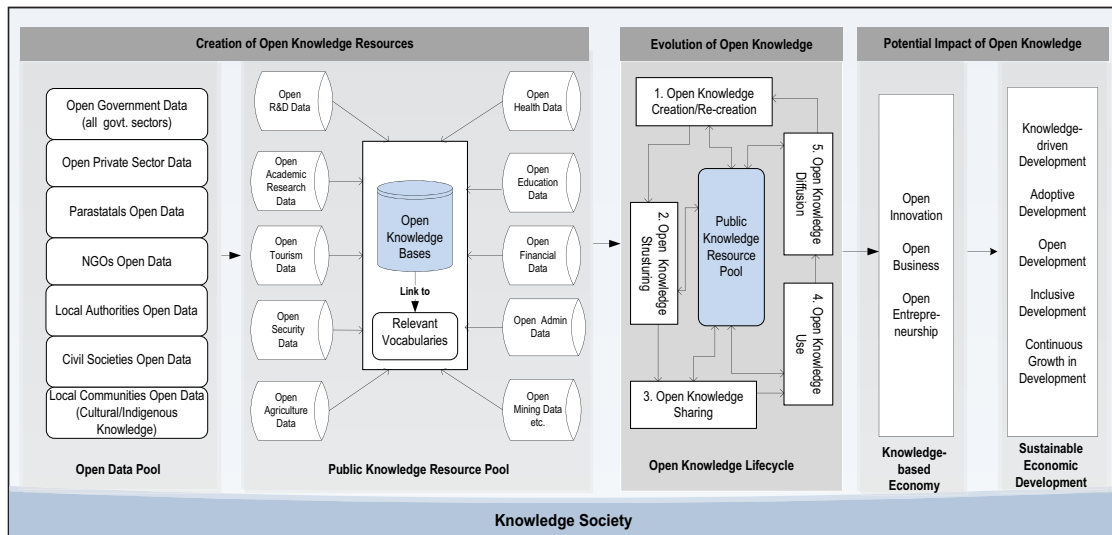 Creation of Open Knowledge Resources
Evolution of Open Knowledge
Potential Impact of Open Knowledge
Open Government Data
(all govt. sectors)
Open Private Sector Data
Parastatals Open Data
NGOs Open Data
Local Authorities Open Data
Civil Societies Open Data
Local Communities Open Data
(Cultural/Indigenous
Knowledge)
Open Data Pool
Open
R&D Data
Open
Academic
Research
Data
Open
Tourism
Data
Open
Security
Data
Open
Agriculture
Data
Open
Knowledge
Bases
Link to
Relevant
Vocabularies
Open
Health Data
Open
Education
Data
Open
Financial
Data
Open Admin
Data
Open
Mining Data
etc.
Public Knowledge Resource Pool
1. Open Knowledge
Creation/Re-creation
2. Open Knowledge
Strusturing
Public
Knowledge
Resource
Pool
5. Open Knowledge
Diffusion
4. Open Knowledge
Use
3. Open Knowledge
Sharing
Open Knowledge Lifecycle
Open
Innovation
Open
Business
Open
Entrepre-
neurship
Knowledge-
based
Economy
Knowledge-
driven
Development
Adoptive
Development
Open
Development
Inclusive
Development
Continuous
Growth in
Development
Sustainable
Economic
Development
Knowledge Society